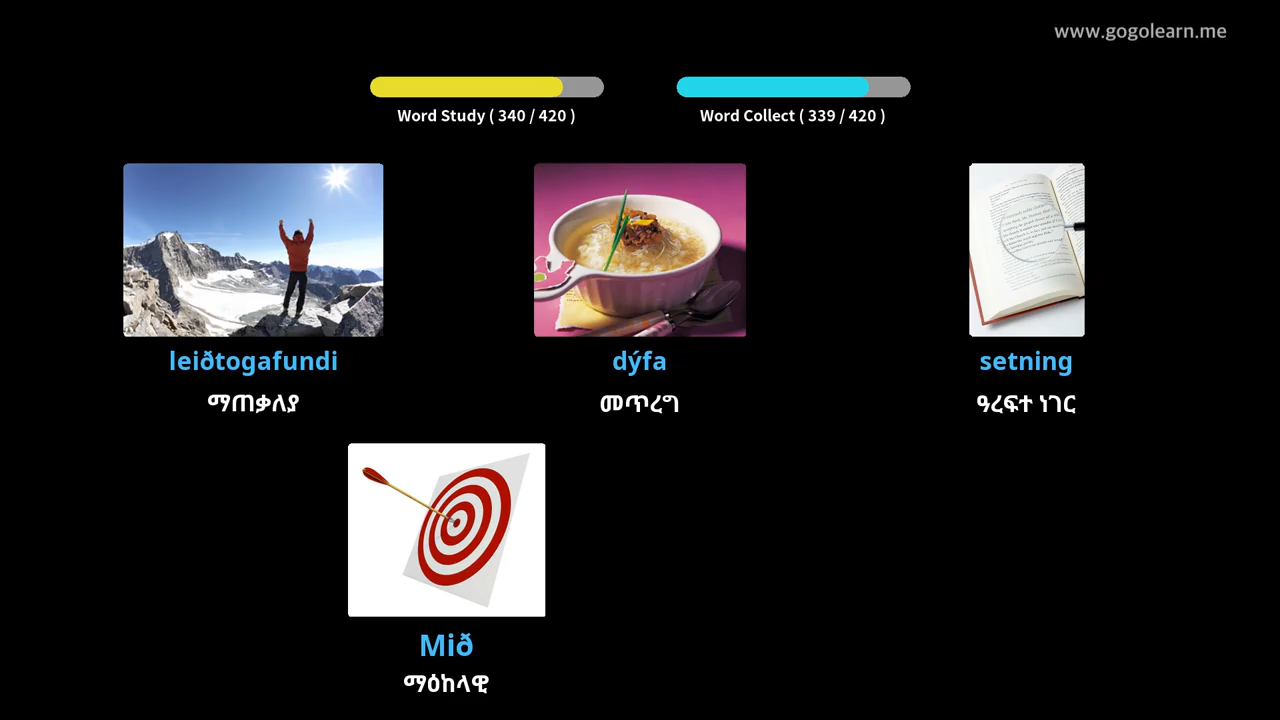 www.gogolearn.me
Word Study ( 340 / 420 )
Word Collect ( 339 / 420 )
leiðtogafundi
dýfa
setning
ማጠቃለያ
መጥረግ
ዓረፍተ ነገር
Mið
ማዕከላዊ